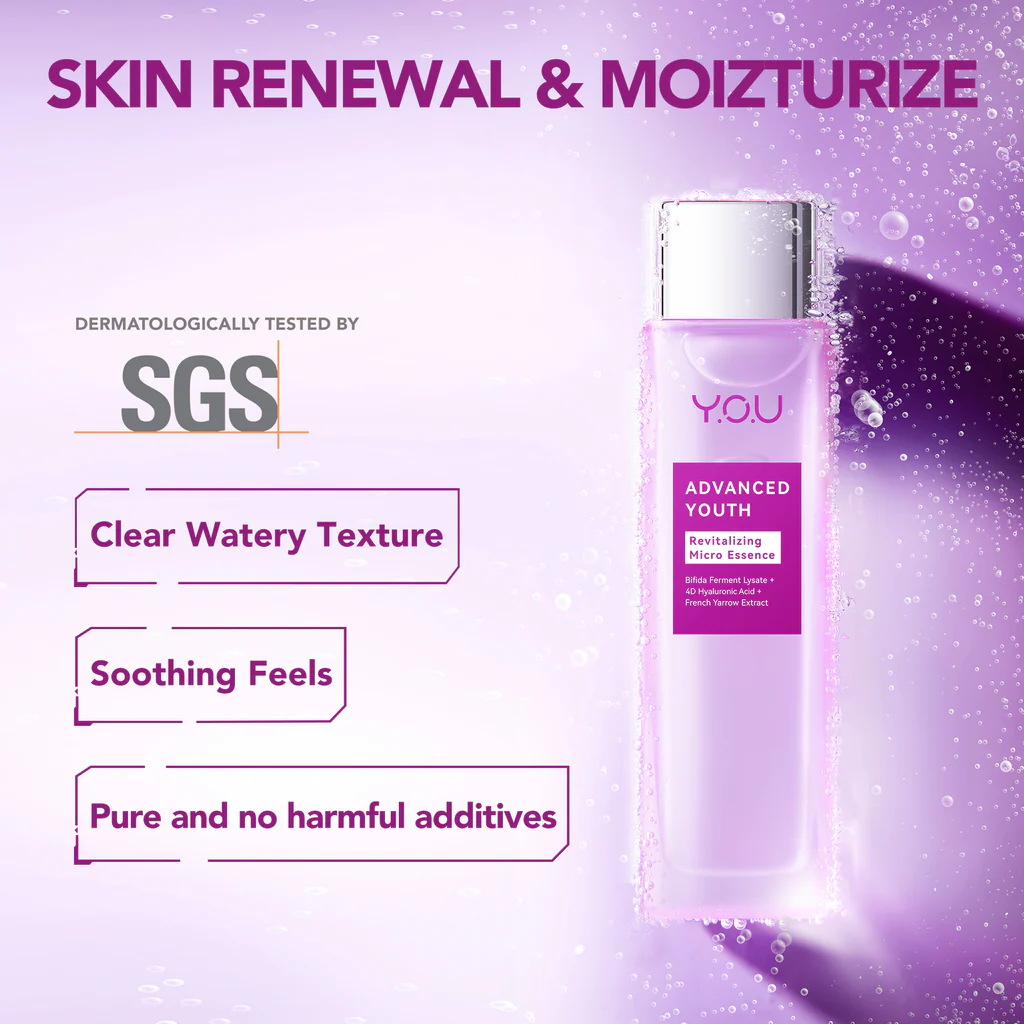 SKIN RENEWAL & MOIZTURIZE
DERMATOLOGICALLY TESTED BY
SGS
Clear Watery Texture
Soothing Feels
Pure and no harmful additives
Y.O.U
ADVANCED
YOUTH
Revitalizing
Micro Essence
Bifida Ferment Lysate +
4D Hyaluronic Acid +
French Yarrow Extract